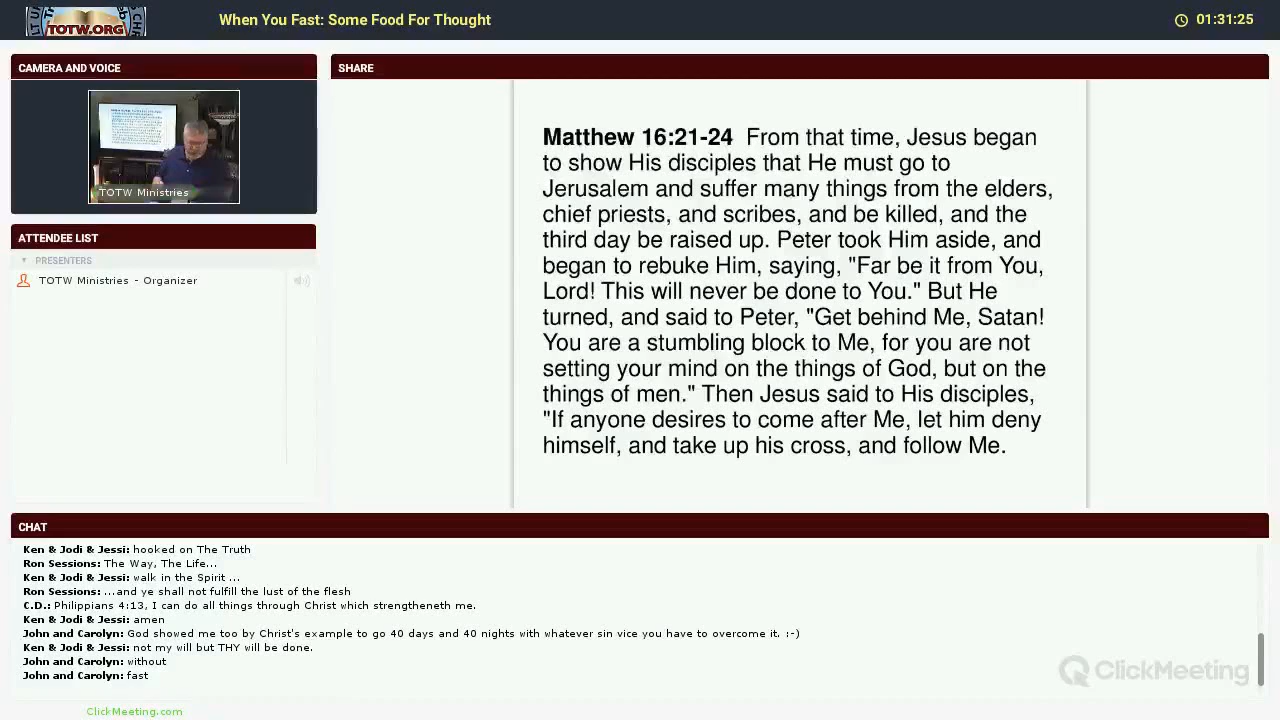 TOTW.ORG
When You Fast: Some Food For Thought
01:31:25
CAMERA AND VOICE
TOTW Ministries
ATTENDEE LIST
PRESENTERS
TOTW Ministries - Organizer
SHARE
Matthew 16:21-24 From that time, Jesus began
to show His disciples that He must go to
Jerusalem and suffer many things from the elders,
chief priests, and scribes, and be killed, and the
third day be raised up. Peter took Him aside, and
began to rebuke Him, saying, "Far be it from You,
Lord! This will never be done to You." But He
turned, and said to Peter, "Get behind Me, Satan!
You are a stumbling block to Me, for you are not
setting your mind on the things of God, but on the
things of men." Then Jesus said to His disciples,
"If anyone desires to come after Me, let him deny
himself, and take up his cross, and follow Me.
CHAT
Ken & Jodi & Jessi: hooked on The Truth
Ron Sessions: The Way, The Life...
Ken & Jodi & Jessi: walk in the Spirit ...
Ron Sessions: ...and ye shall not fulfill the lust of the flesh
C.D.: Philippians 4:13, I can do all things through Christ which strengtheneth me.
Ken & Jodi & Jessi: amen
John and Carolyn: God showed me too by Christ's example to go 40 days and 40 nights with whatever sin vice you have to overcome it. :-)
Ken & Jodi & Jessi: not my will but THY will be done.
John and Carolyn: without
John and Carolyn: fast
ClickMeeting
ClickMeeting.com